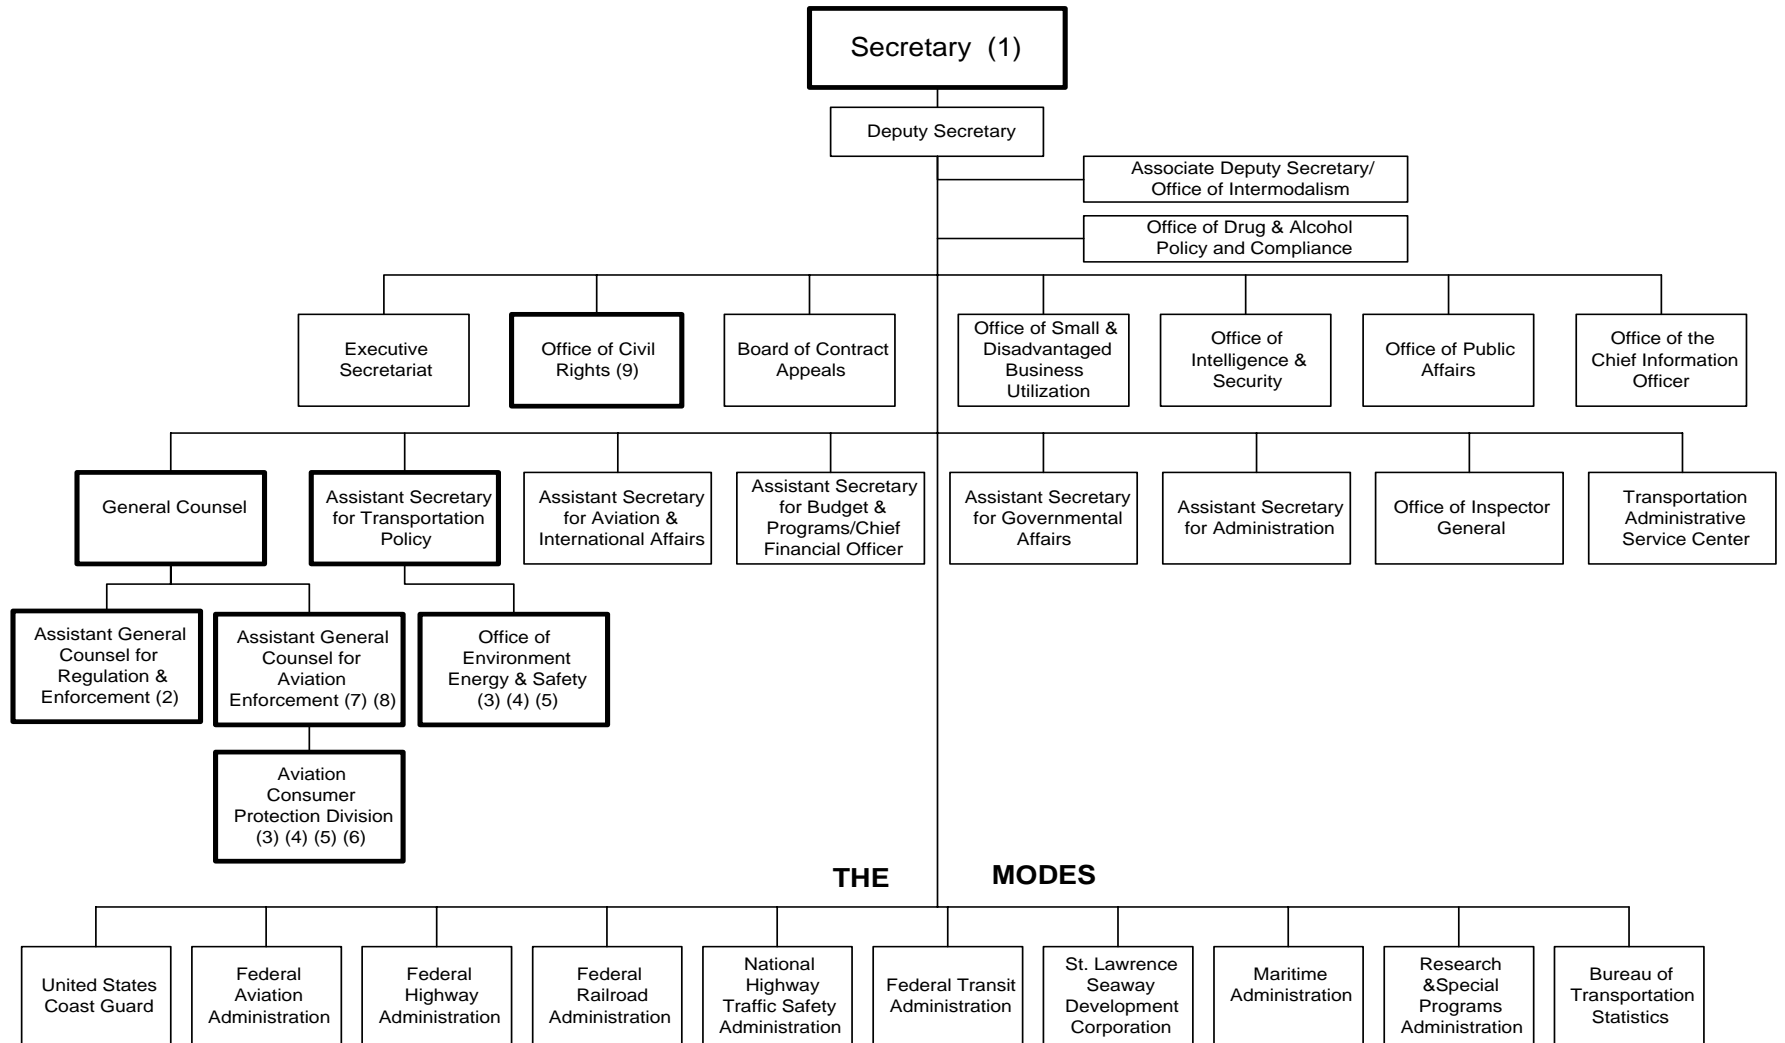 Secretary (1)
Deputy Secretary
Associate Deputy Secretary/
Office of Intermodalism
Office of Drug & Alcohol
Policy and Compliance
Executive
Secretariat
Office of Civil
Rights (9)
Board of Contract
Appeals
Office of Small &
Disadvantaged
Business
Utilization
Office of
Intelligence &
Security
Office of Public
Affairs
Office of the
Chief Information
Officer
General Counsel
Assistant Secretary
for Transportation
Policy
Assistant Secretary
for Aviation &
International Affairs
Assistant Secretary
for Budget &
Programs/Chief
Financial Officer
Assistant Secretary
for Governmental
Affairs
Assistant Secretary
for Administration
Office of Inspector
General
Transportation
Administrative
Service Center
Assistant General
Counsel for
Regulation &
Enforcement (2)
Assistant General
Counsel for
Aviation
Enforcement (7) (8)
Office of
Environment
Energy & Safety
(3) (4) (5)
Aviation
Consumer
Protection Division
(3) (4) (5) (6)
THE MODES
United States
Coast Guard
Federal
Aviation
Administration
Federal
Highway
Administration
Federal
Railroad
Administration
National
Highway
Traffic Safety
Administration
Federal Transit
Administration
St. Lawrence
Seaway
Development
Corporation
Maritime
Administration
Research
&Special
Programs
Administration
Bureau of
Transportation
Statistics